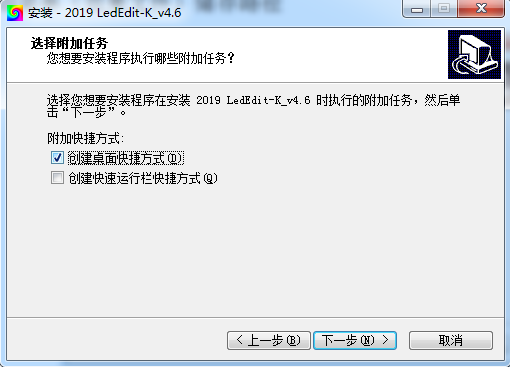 安装 - 2019 LedEdit-K_v4.6
选择附加任务
您想要安装程序执行哪些附加任务？
选择您想要安装程序在安装 2019 LedEdit-K_v4.6 时执行的附加任务，然后单
击“下一步”。
附加快捷方式:
创建桌面快捷方式(D)
创建快速运行栏快捷方式(Q)
< 上一步(B)
下一步(N) >
取消